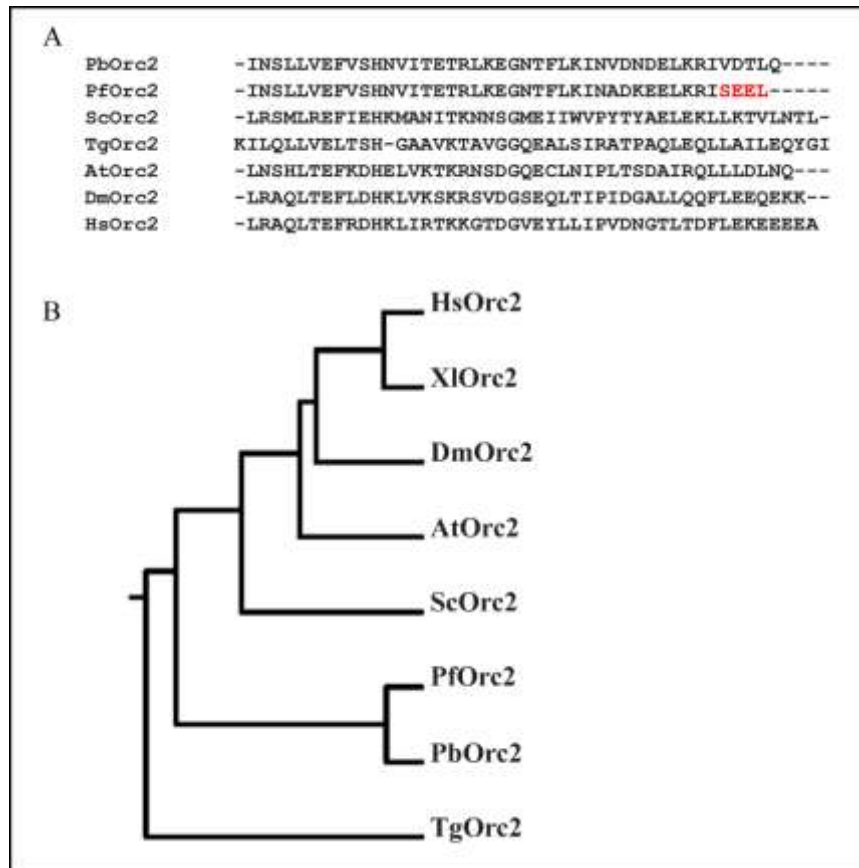 A
PbOrc2 -INSLLVEFVSHNVITETRLKEGNTFLKINVDNDELKRIVDTLQ----
PfOrc2 -INSLLVEFVSHNVITETRLKEGNTFLKINADKEELKRISEEL-----
ScOrc2 -LRSMLREFIEHKMANITKNNSGMEIIWVPYTYAELEKLLKTVLNTL-
TgOrc2 KILQLLVELTSH-GAAVKTAVGGQEALSIRATPAQLEQLLAILEQYGI
AtOrc2 -LNSHLTEFKDHELVKTKRNSDGQECLNIPLTSDAIRQLLLDLNQ---
DmOrc2 -LRAQLTEFLDHKLVKSKRSVDGSEQLTIPIDGALLQQFLEEQEKK--
HsOrc2 -LRAQLTEFRDHKLIRTKKGTDGVEYLLIPVDNGTLTDFLEKEEEEA
B
HsOrc2
XlOrc2
DmOrc2
AtOrc2
ScOrc2
PfOrc2
PbOrc2
TgOrc2